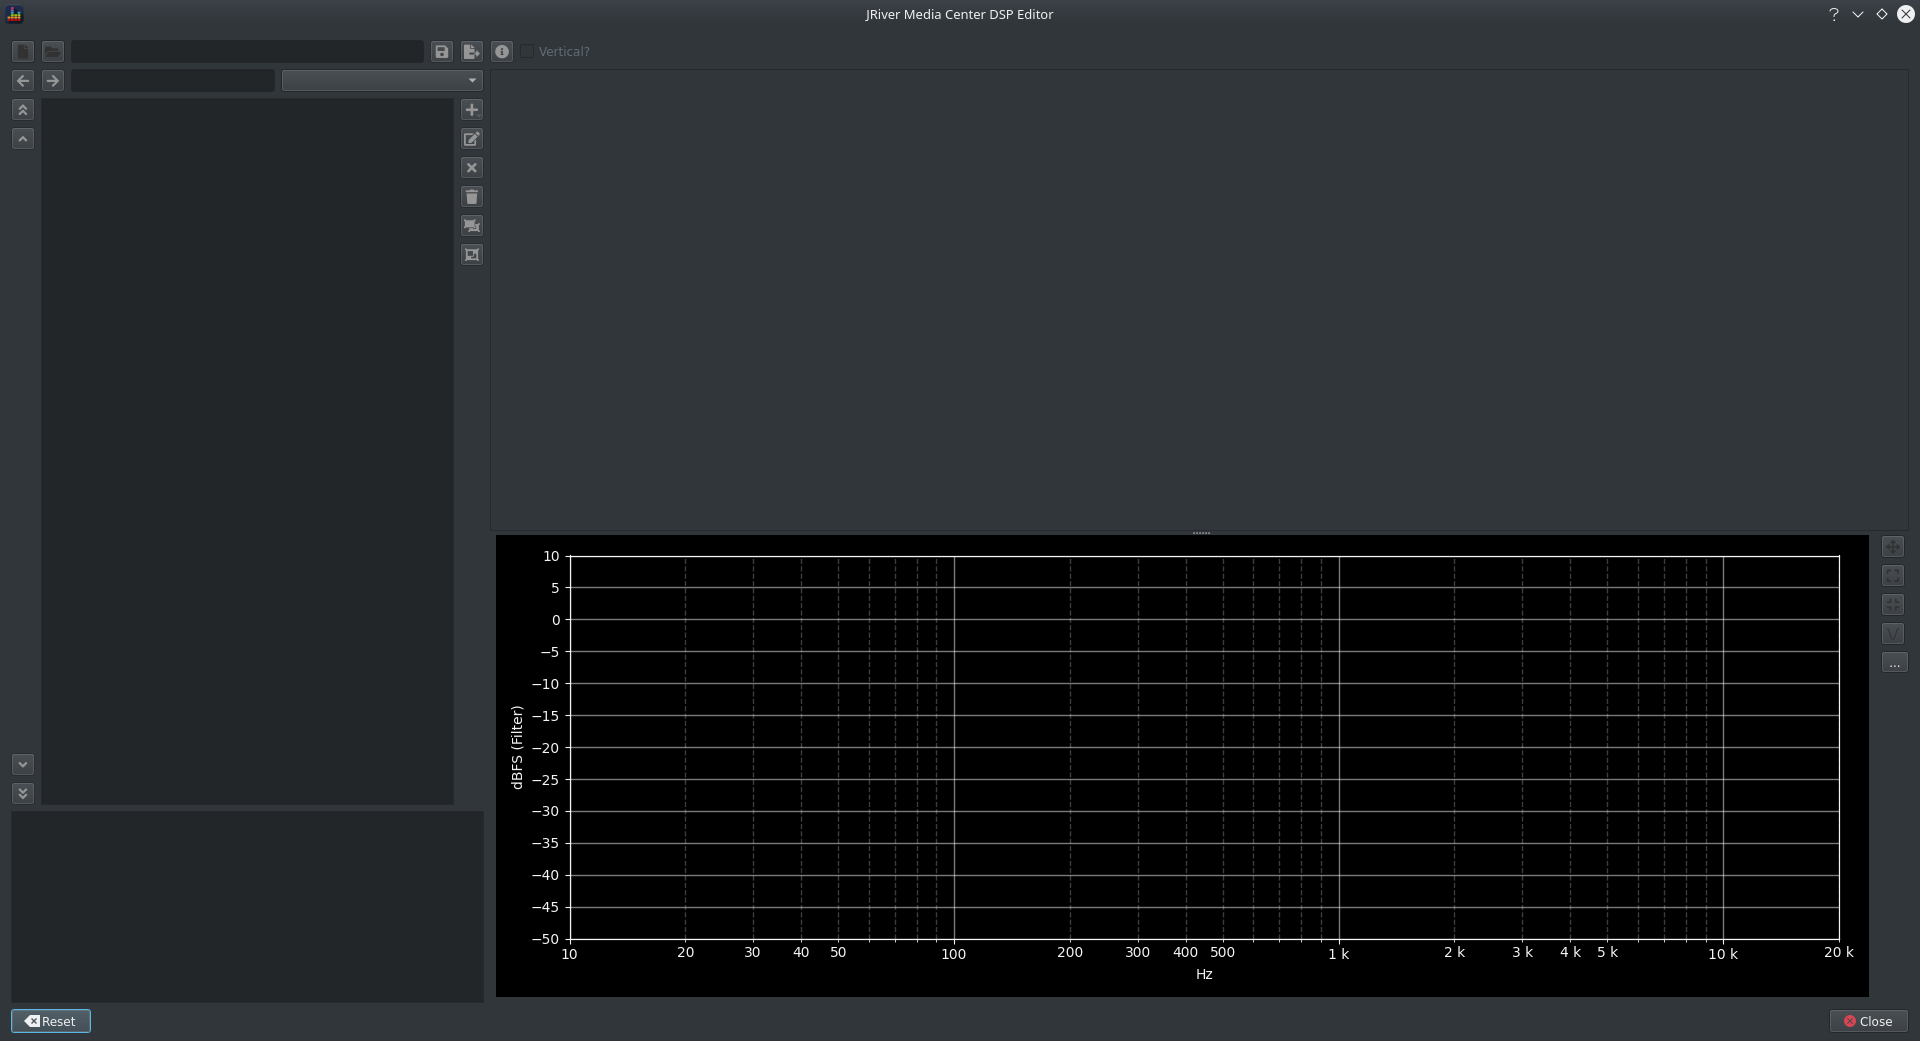 JRiver Media Center DSP Editor
Vertical?
10
5
0
−5
−10
−15
−20
−25
−30
−35
−40
−45
−50
dBFS (Filter)
10 20 30 40 50 100 200 300 400 500 1 k 2 k 3 k 4 k 5 k 10 k 20 k
Hz
V
...
Reset
Close